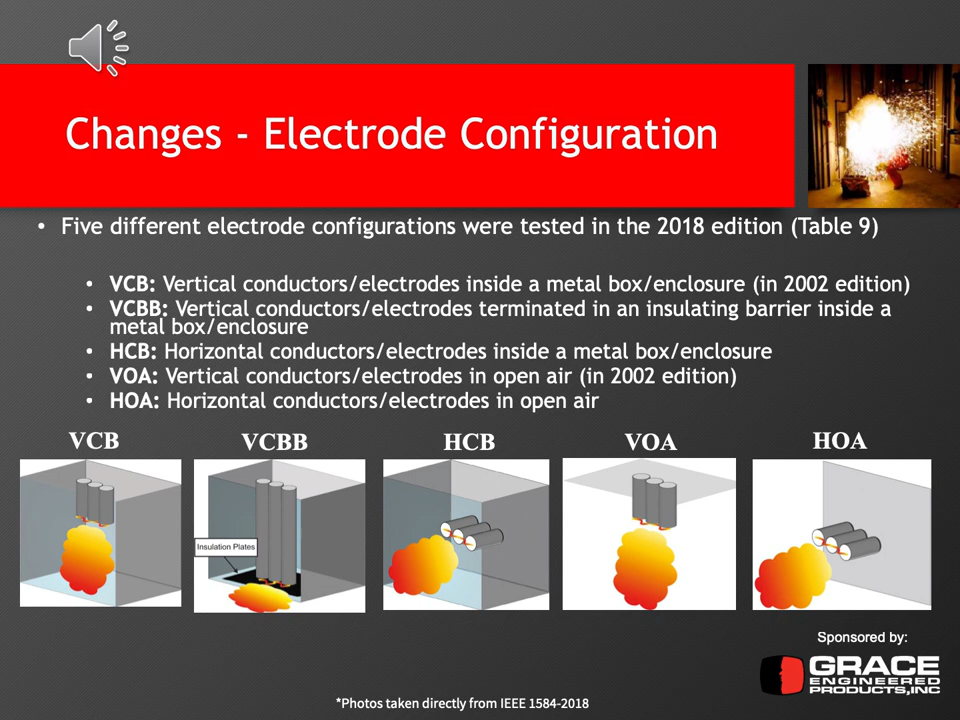 Changes - Electrode Configuration
• Five different electrode configurations were tested in the 2018 edition (Table 9)
• VCB: Vertical conductors/electrodes inside a metal box/enclosure (in 2002 edition)
• VCBB: Vertical conductors/electrodes terminated in an insulating barrier inside a
metal box/enclosure
• HCB: Horizontal conductors/electrodes inside a metal box/enclosure
• VOA: Vertical conductors/electrodes in open air (in 2002 edition)
• HOA: Horizontal conductors/electrodes in open air
VCB VCBB HCB VOA HOA
Insulation Plates
Sponsored by:
GRACE
ENGINEERED
PRODUCTS,INC
*Photos taken directly from IEEE 1584-2018